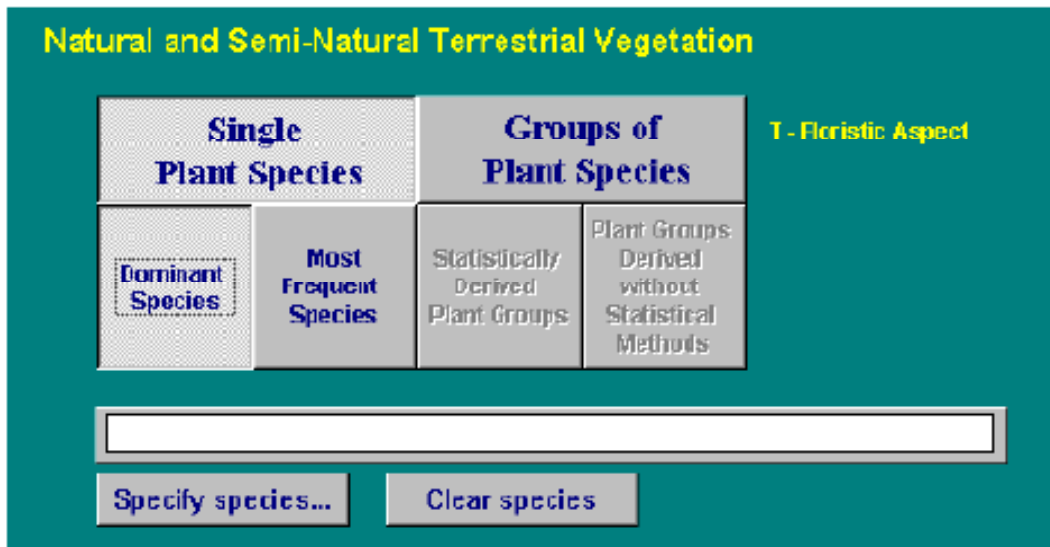 Natural and Semi-Natural Terrestrial Vegetation
Single
Plant Species
Groups of
Plant Species
T - Floristic Aspect
Dominant
Species
Most
Frequent
Species
Statistically
Derived
Plant Groups
Plant Groups
Derived
without
Statistical
Methods
Specify species...
Clear species